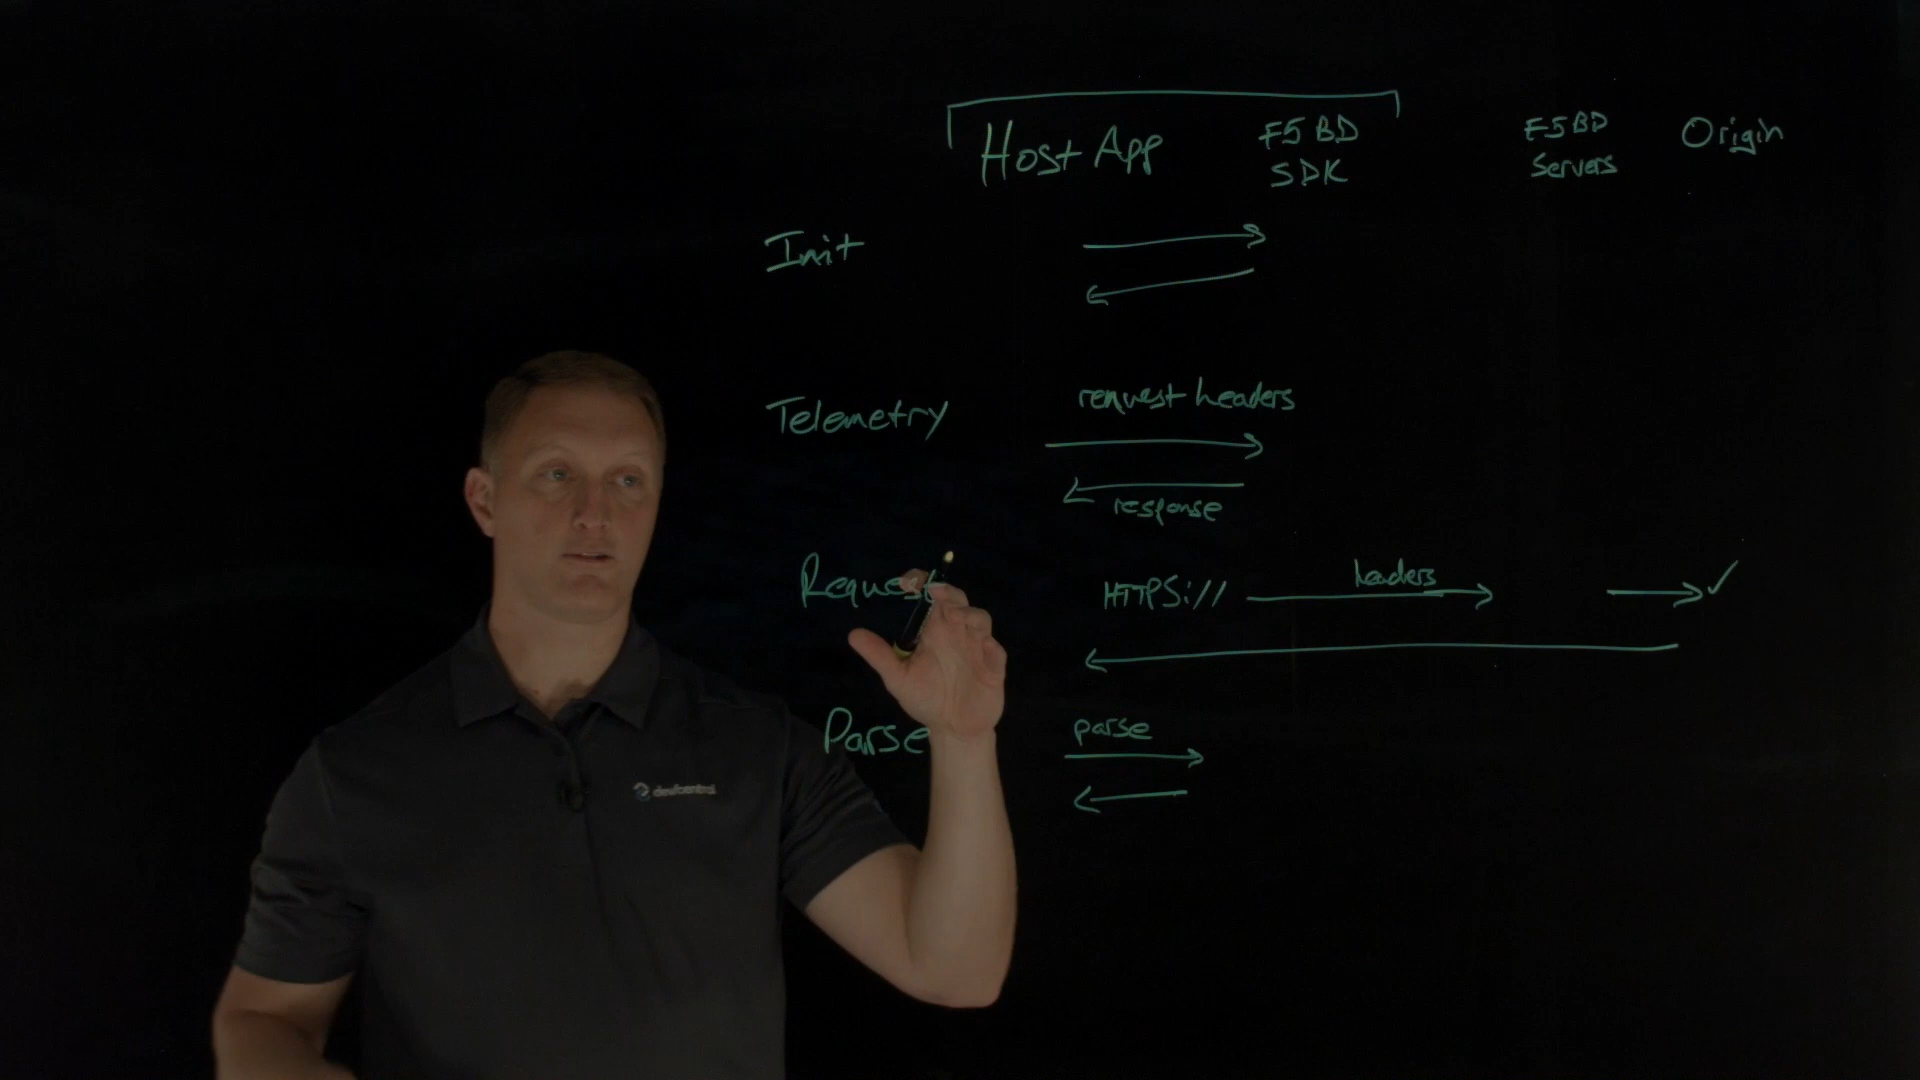 Host App
F5 BD
SDK
F5 BD
Servers
Origin
Init
Telemetry
request headers
response
Request
HTTPS://
headers
Parse
parse
devcentral